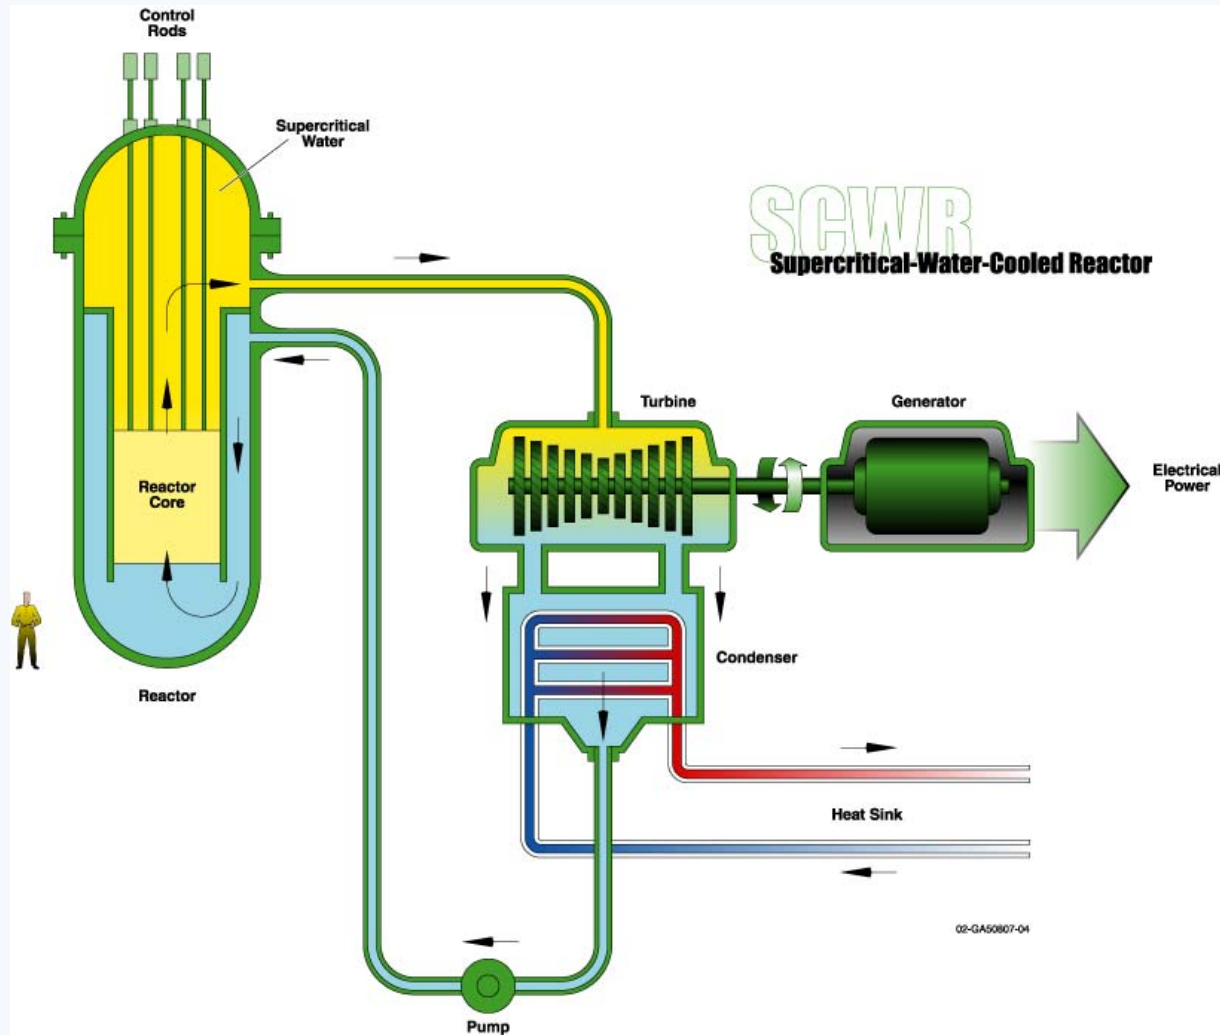 Control
Rods
Supercritical
Water
SCWR
Supercritical-Water-Cooled Reactor
Turbine
Generator
Electrical
Power
Reactor
Core
Condenser
Reactor
Heat Sink
02-GA50807-04
Pump